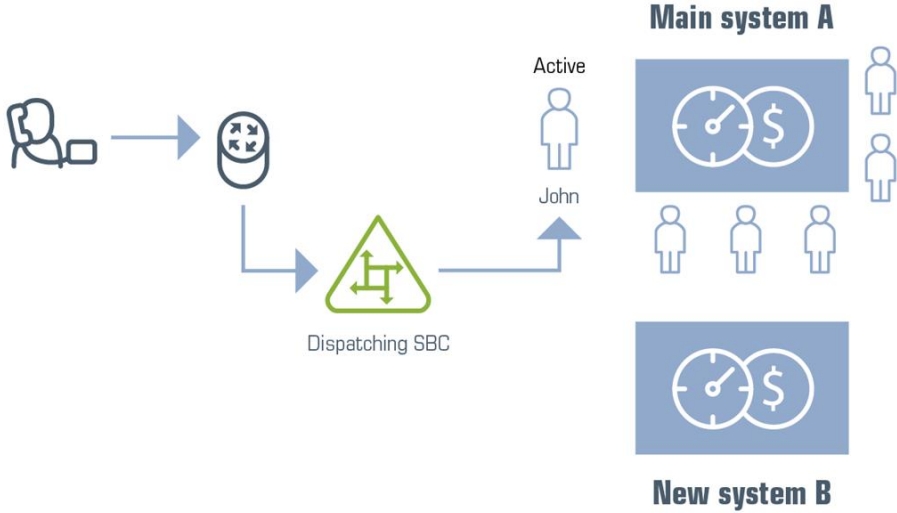 Main system A
Active
$
John
Dispatching SBC
$
New system B